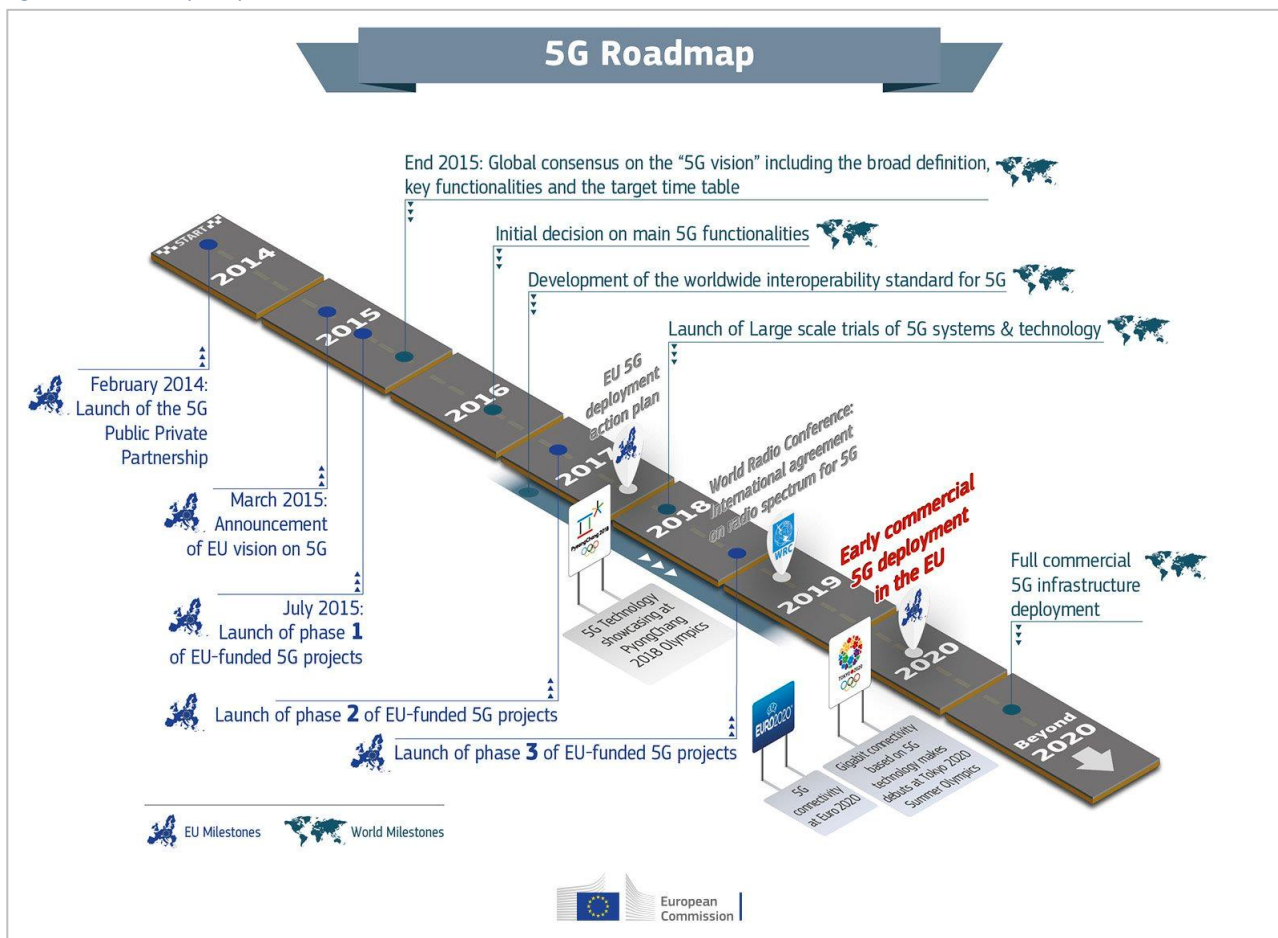 5G Roadmap
End 2015: Global consensus on the “5G vision” including the broad definition,
key functionalities and the target time table
Initial decision on main 5G functionalities
Development of the worldwide interoperability standard for 5G
Launch of Large scale trials of 5G systems & technology
START
2014
2015
2016
2017
2018
2019
2020
Beyond
2020
February 2014:
Launch of the 5G
Public Private
Partnership
March 2015:
Announcement
of EU vision on 5G
July 2015:
Launch of phase 1
of EU-funded 5G projects
Launch of phase 2 of EU-funded 5G projects
Launch of phase 3 of EU-funded 5G projects
EU 5G
deployment
action plan
World Radio Conference:
international agreement
on radio spectrum for 5G
WRC
Early commercial
5G deployment
in the EU
Full commercial
5G infrastructure
deployment
PyeongChang 2018
5G Technology
showcasing at
PyongChang
2018 Olympics
EURO2020
5G
connectivity
at Euro 2020
TOKYO 2020
Gigabit connectivity
based on 5G
technology makes
debuts at Tokyo 2020
Summer Olympics
EU Milestones
World Milestones
European
Commission